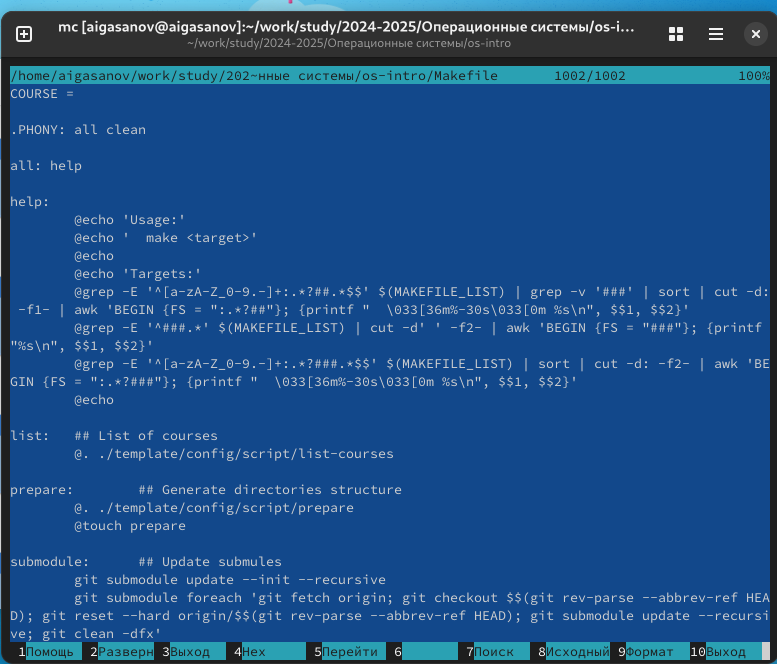 mc [aigasanov@aigasanov]:~/work/study/2024-2025/Операционные системы/os-i...
~/work/study/2024-2025/Операционные системы/os-intro
/home/aigasanov/work/study/202~нные системы/os-intro/Makefile 1002/1002 100%
COURSE =
.PHONY: all clean
all: help
help:
@echo 'Usage:'
@echo '  make <target>'
@echo
@echo 'Targets:'
@grep -E '^[a-zA-Z_0-9.-]+:.*?##.*$$' $(MAKEFILE_LIST) | grep -v '###' | sort | cut -d:
-f1- | awk 'BEGIN {FS = ":.*?##"}; {printf "  \033[36m%-30s\033[0m %s\n", $$1, $$2}'
@grep -E '^###.*' $(MAKEFILE_LIST) | cut -d' ' -f2- | awk 'BEGIN {FS = "###"}; {printf
"%s\n", $$1, $$2}'
@grep -E '^[a-zA-Z_0-9.-]+:.*?###.*$$' $(MAKEFILE_LIST) | sort | cut -d: -f2- | awk 'BE
GIN {FS = ":.*?###"}; {printf "  \033[36m%-30s\033[0m %s\n", $$1, $$2}'
@echo
list: ## List of courses
@. ./template/config/script/list-courses
prepare: ## Generate directories structure
@. ./template/config/script/prepare
@touch prepare
submodule: ## Update submules
git submodule update --init --recursive
git submodule foreach 'git fetch origin; git checkout $$(git rev-parse --abbrev-ref HEA
D); git reset --hard origin/$$(git rev-parse --abbrev-ref HEAD); git submodule update --recursi
ve; git clean -dfx'
1Помощь 2Разверн 3Выход 4Hex 5Перейти 6 7Поиск 8Исходный 9Формат 10Выход